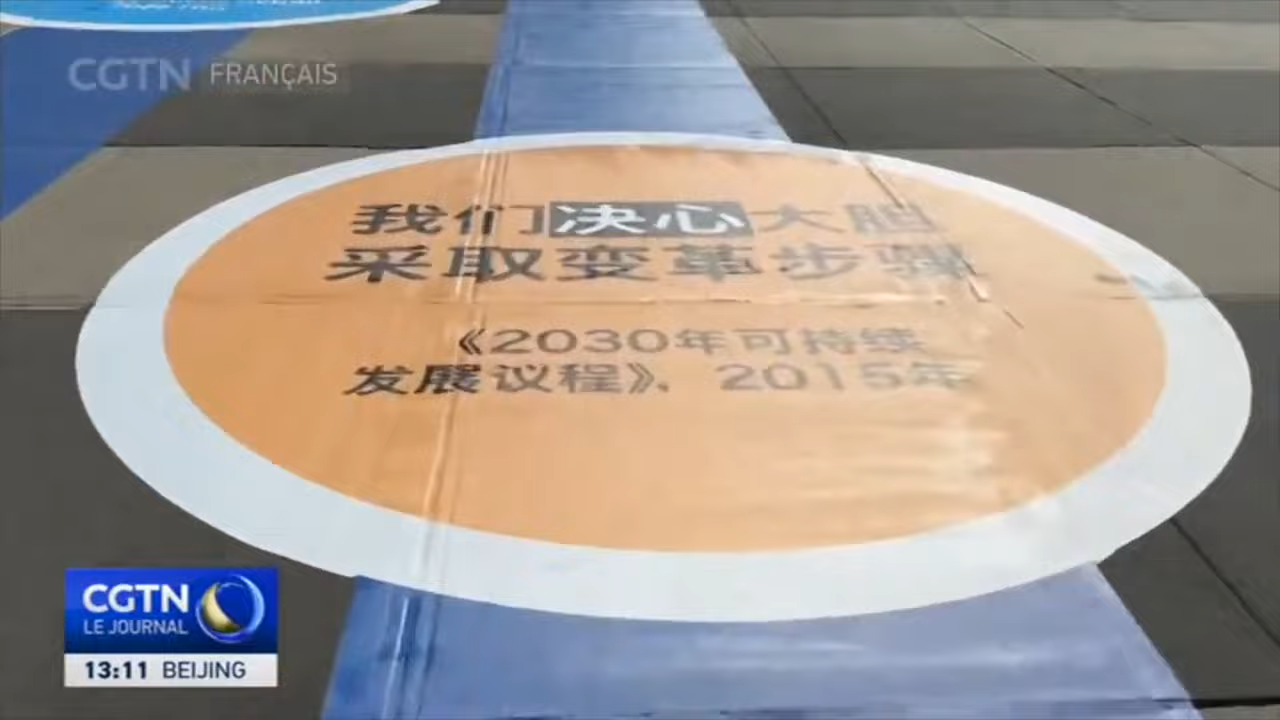 CGTN FRANÇAIS
我们决心大胆
采取变革步骤
《2030年可持续
发展议程》，2015年
CGTN
LE JOURNAL
13:11 BEIJING